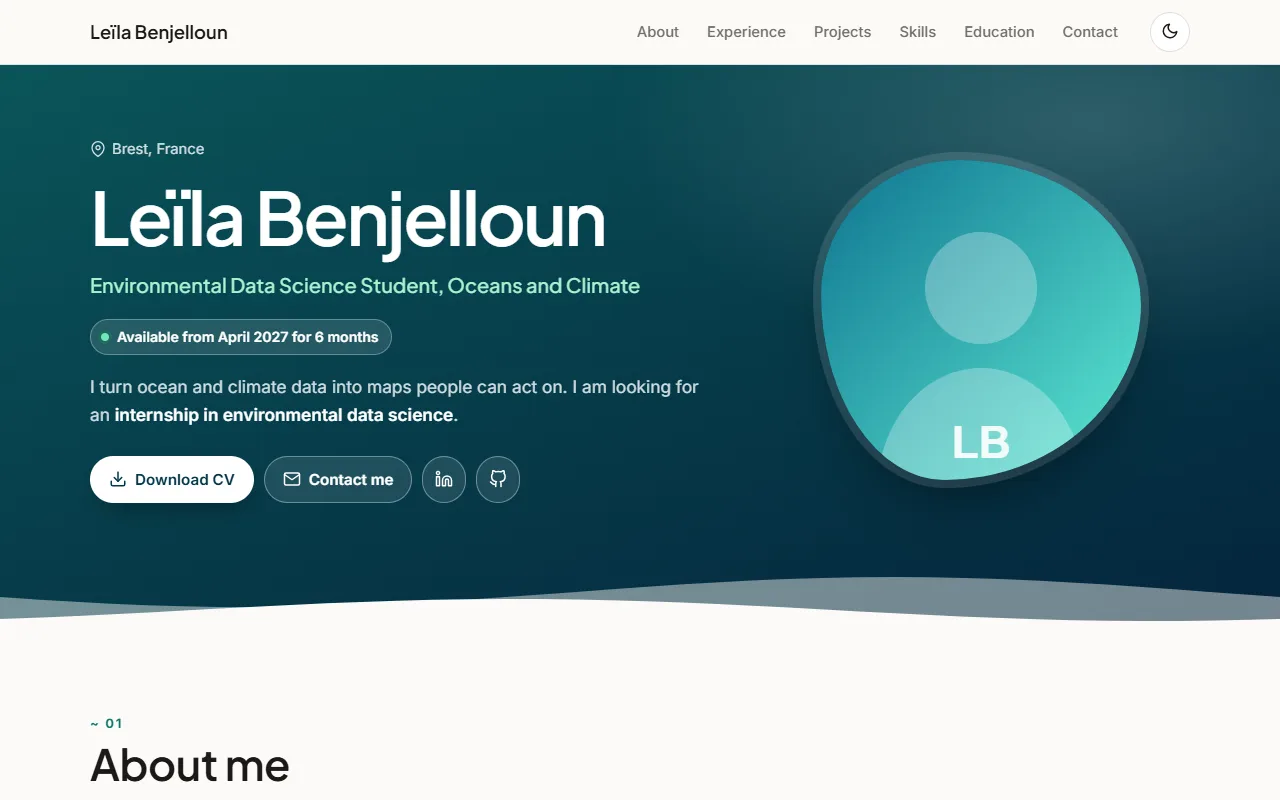 Leïla Benjelloun
About
Experience
Projects
Skills
Education
Contact
Brest, France
Leïla Benjelloun
Environmental Data Science Student, Oceans and Climate
Available from April 2027 for 6 months
I turn ocean and climate data into maps people can act on. I am looking for
an internship in environmental data science.
Download CV
Contact me
LB
~ 01
About me